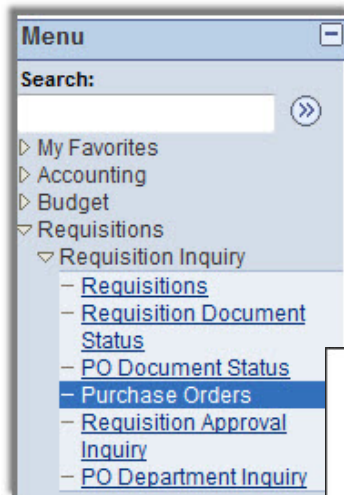 Menu
Search:
My Favorites
Accounting
Budget
Requisitions
Requisition Inquiry
Requisitions
Requisition Document
Status
PO Document Status
Purchase Orders
Requisition Approval
Inquiry
PO Department Inquiry